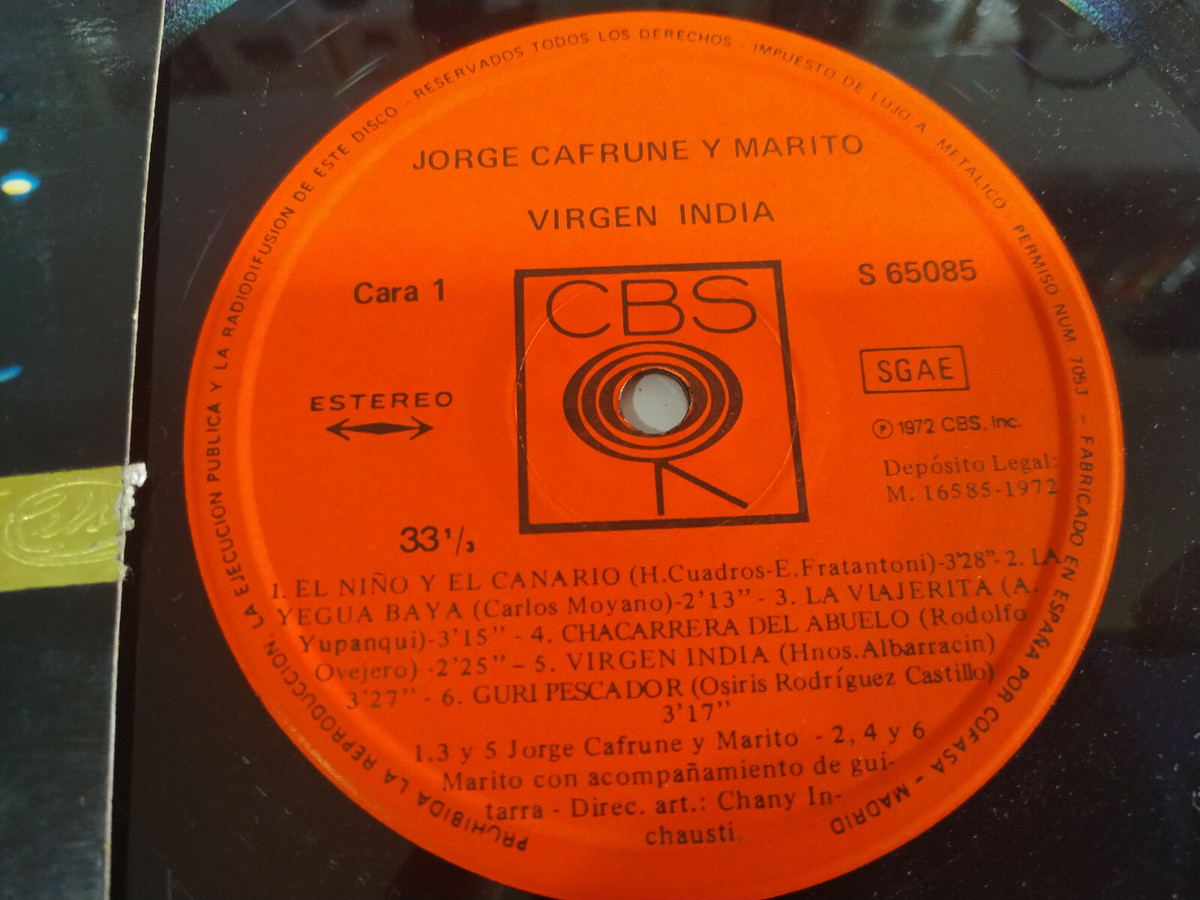 PROHIBIDA LA REPRODUCCION, LA EJECUCION PUBLICA Y LA RADIODIFUSION DE ESTE DISCO - RESERVADOS TODOS LOS DERECHOS - IMPUESTO DE LUJO A METALICO - PERMISO NUM. 7053 - FABRICADO EN ESPAÑA POR COFASA - MADRID
JORGE CAFRUNE Y MARITO
VIRGEN INDIA
Cara 1
S 65085
CBS
SGAE
ESTEREO
℗ 1972 CBS, Inc.
Depósito Legal:
M. 16585-1972
33 1/3
1. EL NIÑO Y EL CANARIO (H.Cuadros-E.Fratantoni)-3'28"- 2. LA
YEGUA BAYA (Carlos Moyano)-2'13" - 3. LA VIAJERITA (A.
Yupanqui)-3'15" - 4. CHACARRERA DEL ABUELO (Rodolfo
Ovejero) -2'25" - 5. VIRGEN INDIA (Hnos.Albarracin)
3'27" - 6. GURI PESCADOR (Osiris Rodríguez Castillo)
3'17"
1.3 y 5 Jorge Cafrune y Marito - 2, 4 y 6
Marito con acompañamiento de gui-
tarra - Direc. art.: Chany In-
chausti.